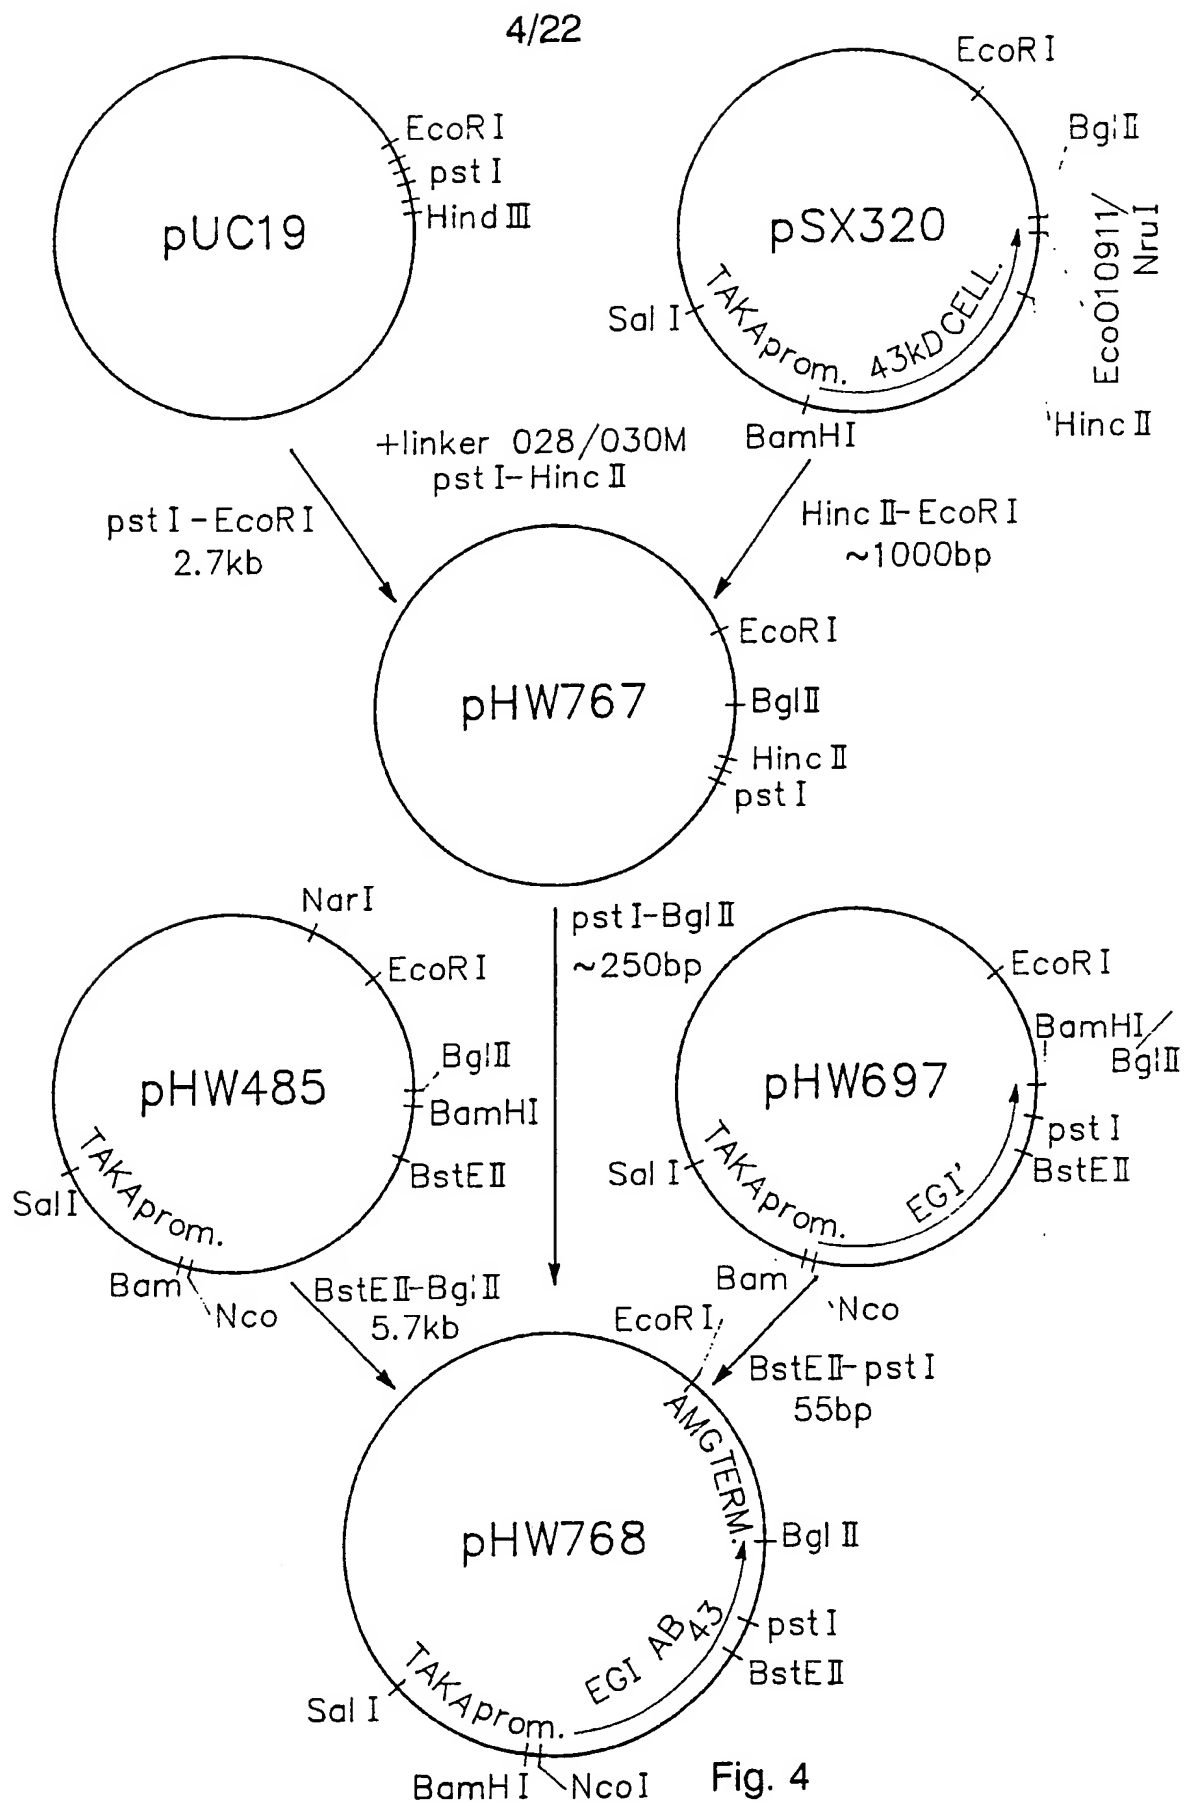 4/22
EcoRI
pstI
HindIII
pUC19
EcoRI
BglII
pSX320
Eco010911/
NruI
SalI
TAKAprom.
43kD CELL.
BamHI
HincII
+linker 028/030M
pstI-HincII
pstI-EcoRI
2.7kb
HincII-EcoRI
~1000bp
pHW767
EcoRI
BglII
HincII
pstI
pstI-BglII
~250bp
NarI
EcoRI
pHW485
BglII
BamHI
BstEII
SalI
TAKAprom.
Bam
Nco
EcoRI
BamHI/
BglII
pHW697
pstI
BstEII
SalI
TAKAprom.
EGI'
Bam
Nco
BstEII-BglII
5.7kb
BstEII-pstI
55bp
EcoRI
AMGTERM.
pHW768
BglII
pstI
BstEII
EGI AB43
TAKAprom.
SalI
BamHI
NcoI
Fig. 4